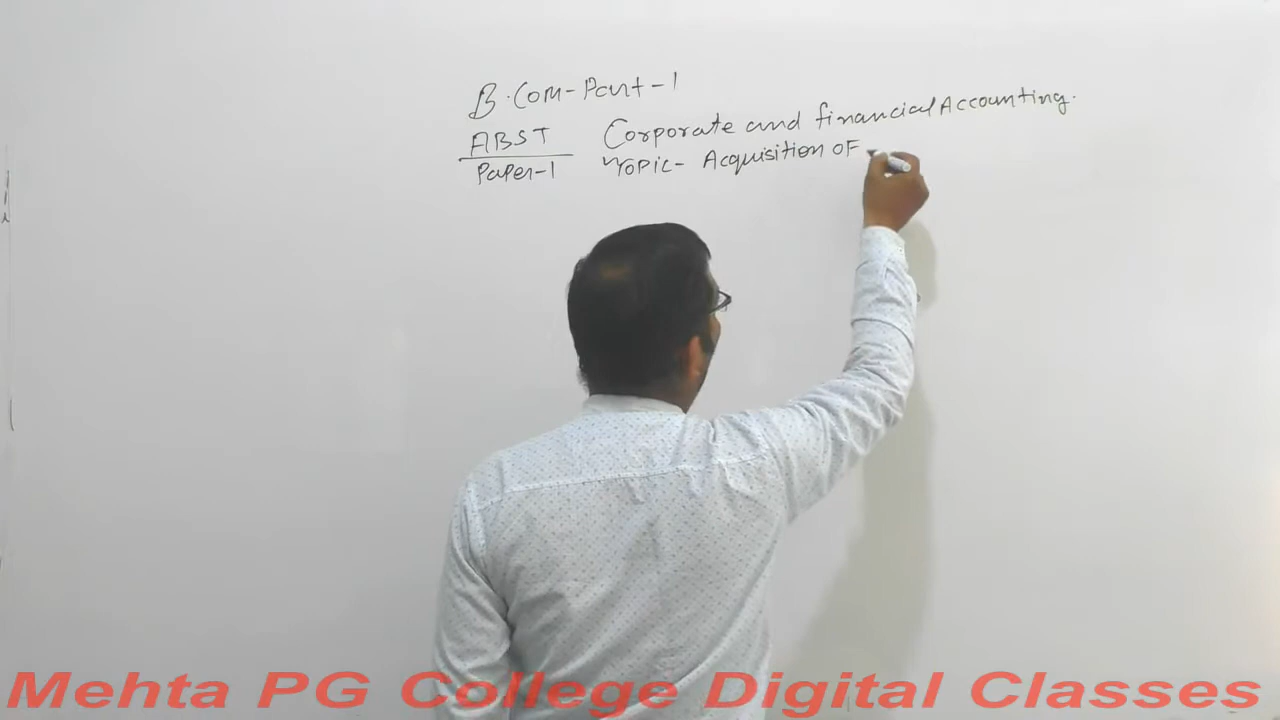 B.Com-Part-1
ABST Corporate and financial Accounting.
Paper-1 Topic- Acquisition OF
Mehta PG College Digital Classes